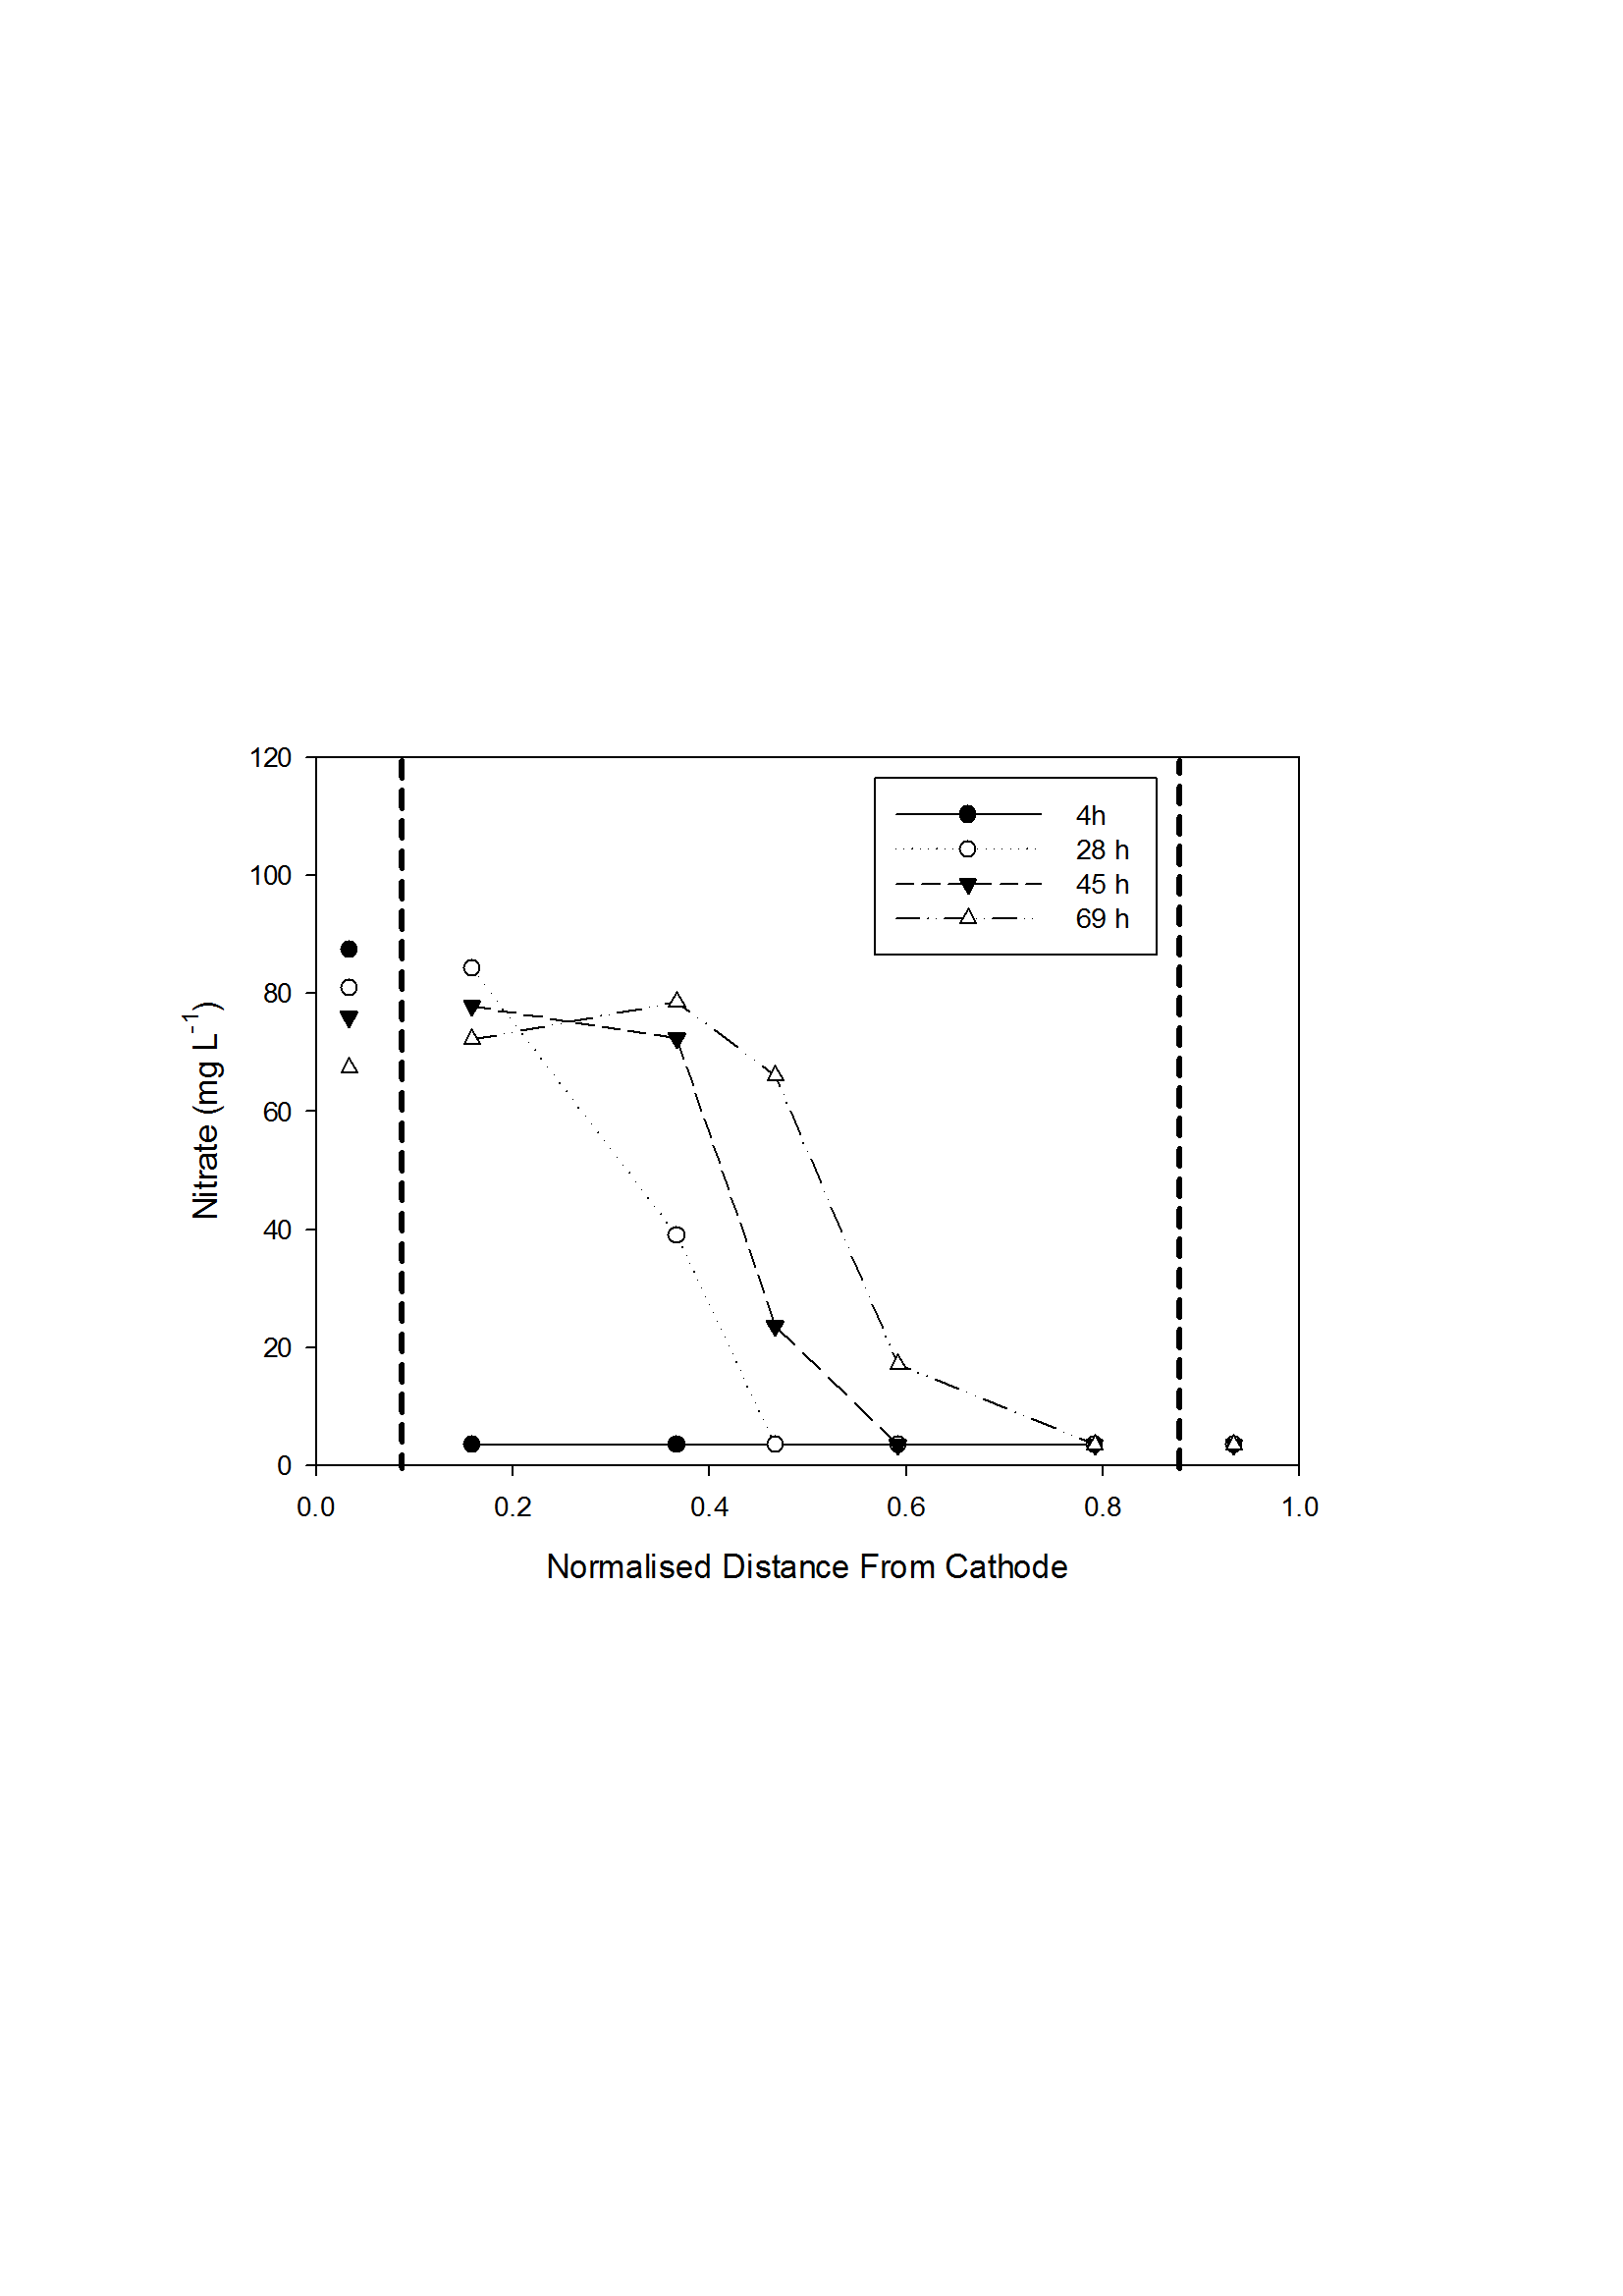 120
100
80
60
40
20
0
Nitrate (mg L-1)
4h
28 h
45 h
69 h
0.0 0.2 0.4 0.6 0.8 1.0
Normalised Distance From Cathode